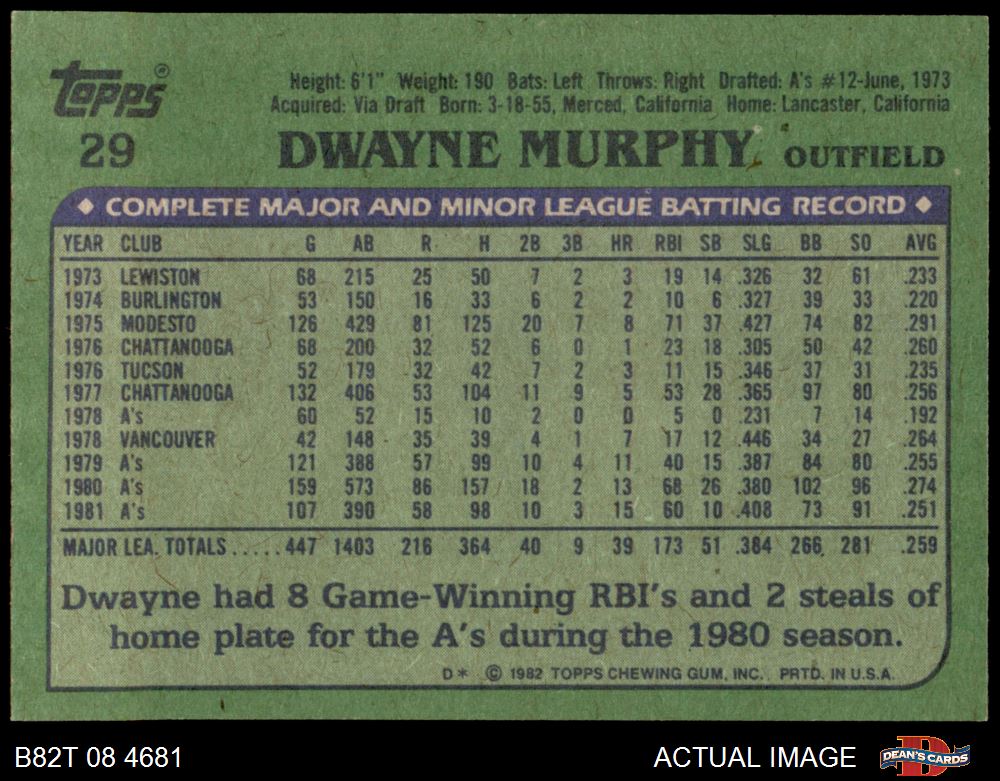 Topps®
Height: 6'1" Weight: 190 Bats: Left Throws: Right Drafted: A's #12-June, 1973
Acquired: Via Draft Born: 3-18-55, Merced, California Home: Lancaster, California
29 DWAYNE MURPHY OUTFIELD
◆ COMPLETE MAJOR AND MINOR LEAGUE BATTING RECORD ◆
YEAR CLUB G AB R H 2B 3B HR RBI SB SLG BB SO AVG
1973 LEWISTON 68 215 25 50 7 2 3 19 14 .326 32 61 .233
1974 BURLINGTON 53 150 16 33 6 2 2 10 6 .327 39 33 .220
1975 MODESTO 126 429 81 125 20 7 8 71 37 .427 74 82 .291
1976 CHATTANOOGA 68 200 32 52 6 0 1 23 18 .305 50 42 .260
1976 TUCSON 52 179 32 42 7 2 3 11 15 .346 37 31 .235
1977 CHATTANOOGA 132 406 53 104 11 9 5 53 28 .365 97 80 .256
1978 A's 60 52 15 10 2 0 0 5 0 .231 7 14 .192
1978 VANCOUVER 42 148 35 39 4 1 7 17 12 .446 34 27 .264
1979 A's 121 388 57 99 10 4 11 40 15 .387 84 80 .255
1980 A's 159 573 86 157 18 2 13 68 26 .380 102 96 .274
1981 A's 107 390 58 98 10 3 15 60 10 .408 73 91 .251
MAJOR LEA. TOTALS.....447 1403 216 364 40 9 39 173 51 .384 266 281 .259
Dwayne had 8 Game-Winning RBI's and 2 steals of
home plate for the A's during the 1980 season.
D* © 1982 TOPPS CHEWING GUM, INC. PRTD. IN U.S.A.
B82T 08 4681 ACTUAL IMAGE DEAN'S CARDS